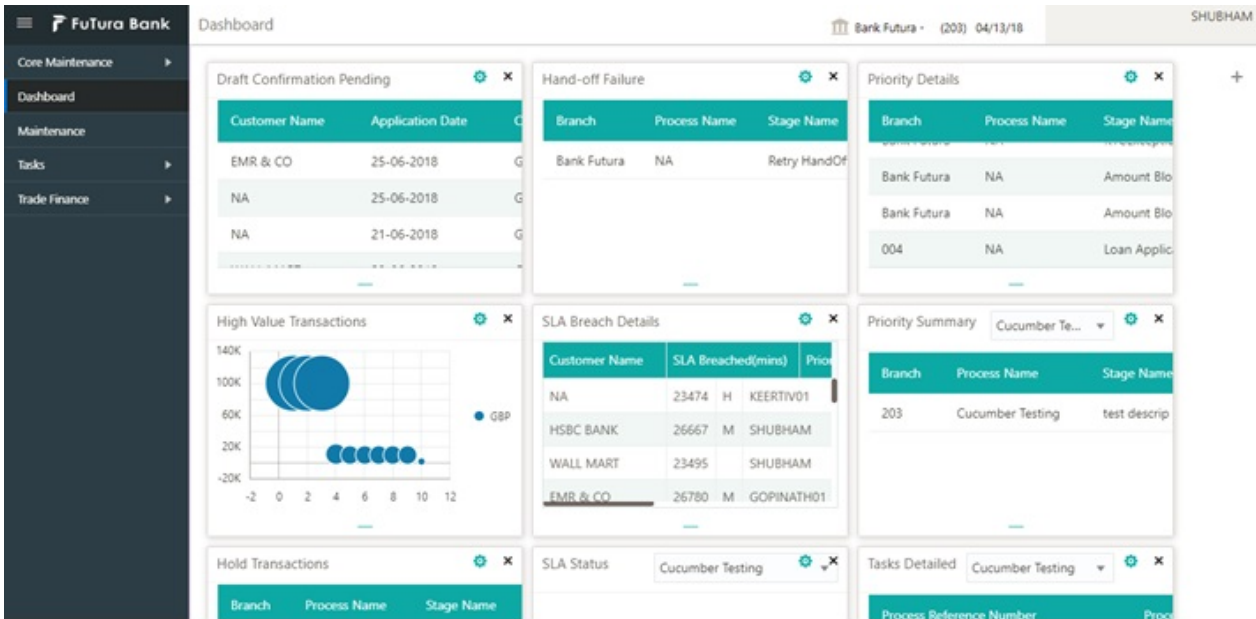 FuTura Bank
Dashboard
Bank Futura - (203) 04/13/18
SHUBHAM
Core Maintenance
Dashboard
Maintenance
Tasks
Trade Finance
Draft Confirmation Pending
Customer Name Application Date C
EMR & CO 25-06-2018 G
NA 25-06-2018 G
NA 21-06-2018 G
Hand-off Failure
Branch Process Name Stage Name
Bank Futura NA Retry HandOf
Priority Details
Branch Process Name Stage Name
Bank Futura NA Amount Blo
Bank Futura NA Amount Blo
004 NA Loan Applic
High Value Transactions
140K
100K
60K
20K
-20K
-2 0 2 4 6 8 10 12
GBP
SLA Breach Details
Customer Name SLA Breached(mins) Prior
NA 23474 H KEERTIV01
HSBC BANK 26667 M SHUBHAM
WALL MART 23495 SHUBHAM
EMR & CO 26780 M GOPINATH01
Priority Summary Cucumber Te...
Branch Process Name Stage Name
203 Cucumber Testing test descrip
Hold Transactions
Branch Process Name Stage Name
SLA Status Cucumber Testing
Tasks Detailed Cucumber Testing
Process Reference Number Proce